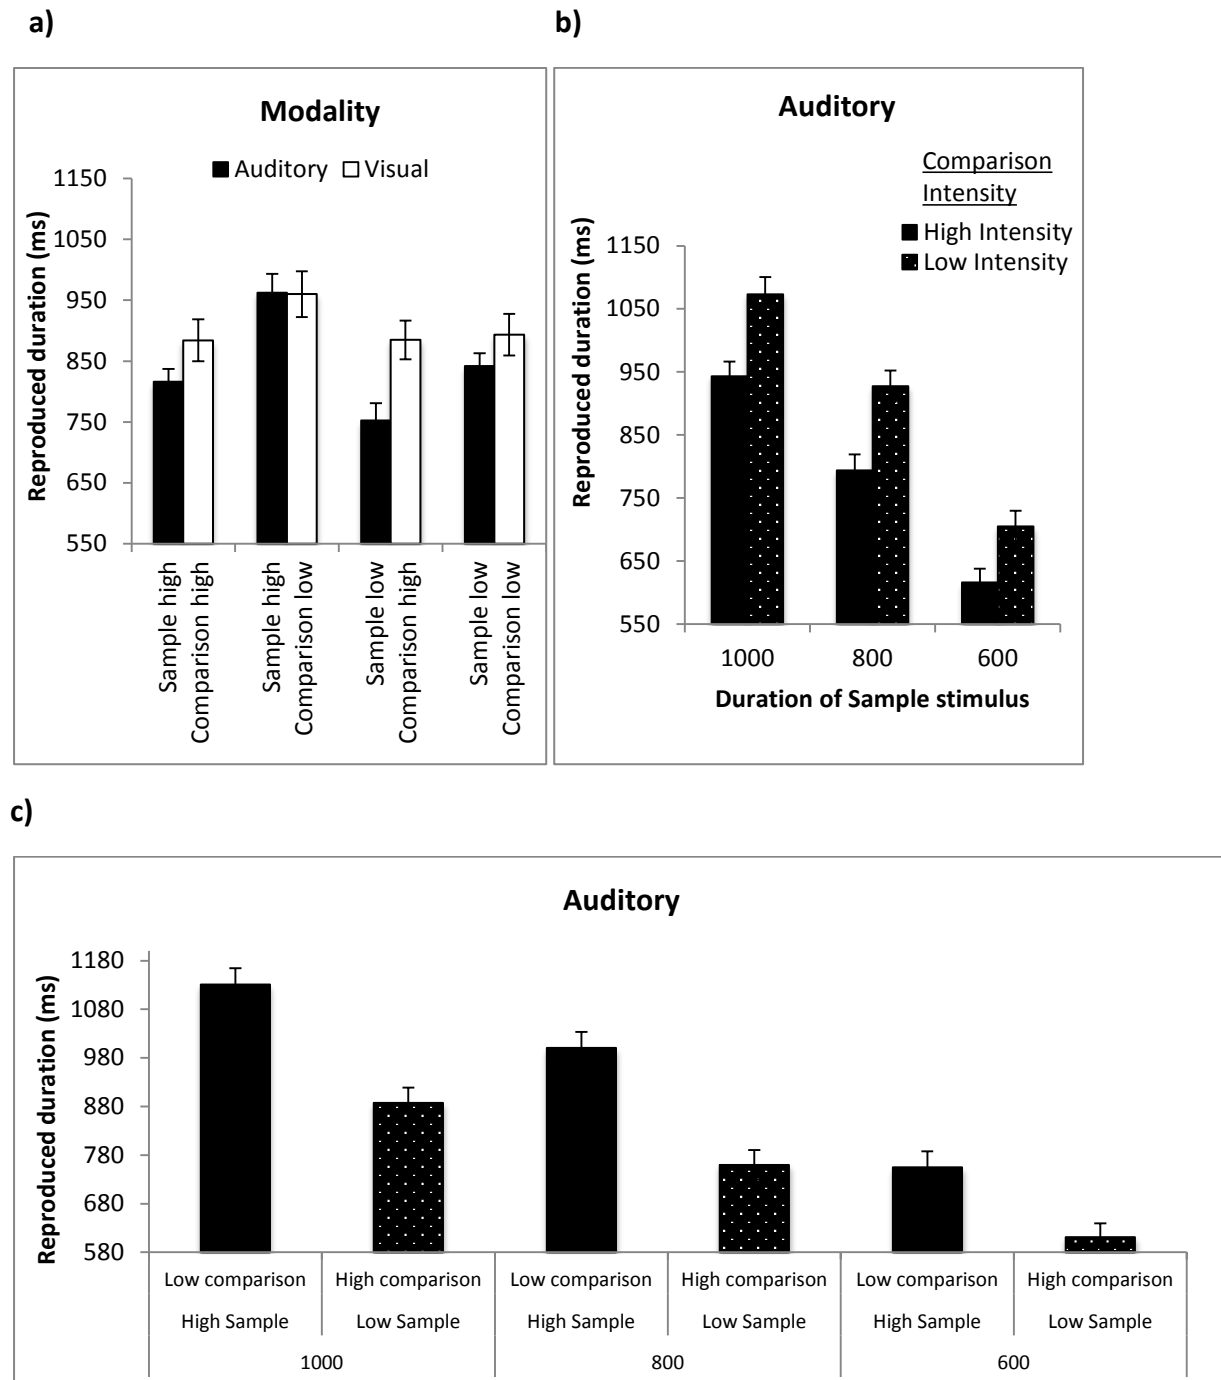 a)
Modality
Auditory Visual
Reproduced duration (ms)
1150
1050
950
850
750
650
550
Sample high
Comparison high
Sample high
Comparison low
Sample low
Comparison high
Sample low
Comparison low
b)
Auditory
Comparison
Intensity
High Intensity
Low Intensity
Reproduced duration (ms)
1150
1050
950
850
750
650
550
1000 800 600
Duration of Sample stimulus
c)
Auditory
Reproduced duration (ms)
1180
1080
980
880
780
680
580
Low comparison High comparison Low comparison High comparison Low comparison High comparison
High Sample Low Sample High Sample Low Sample High Sample Low Sample
1000 800 600